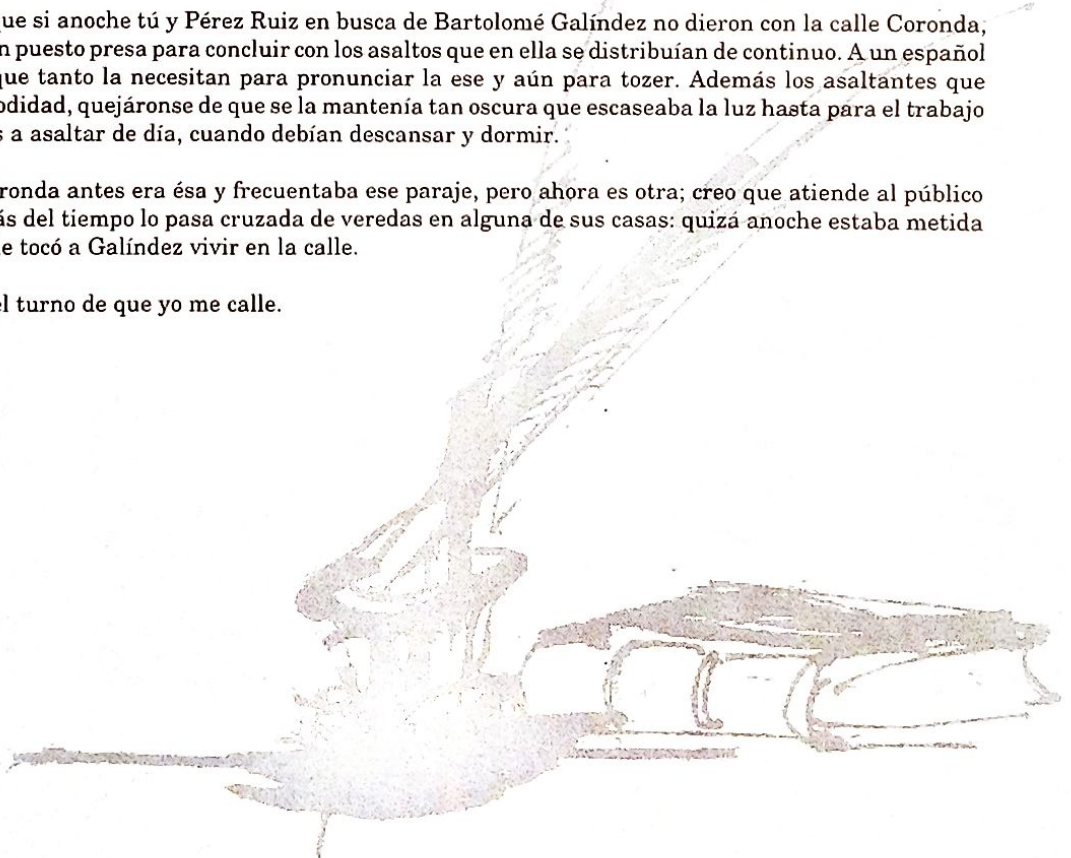 ue si anoche tú y Pérez Ruiz en busca de Bartolomé Galíndez no dieron con la calle Coronda,
n puesto presa para concluir con los asaltos que en ella se distribuían de continuo. A un español
que tanto la necesitan para pronunciar la ese y aún para tozer. Además los asaltantes que
odidad, quejáronse de que se la mantenía tan oscura que escaseaba la luz hasta para el trabajo
s a asaltar de día, cuando debían descansar y dormir.
ronda antes era ésa y frecuentaba ese paraje, pero ahora es otra; creo que atiende al público
ás del tiempo lo pasa cruzada de veredas en alguna de sus casas: quizá anoche estaba metida
e tocó a Galíndez vivir en la calle.
el turno de que yo me calle.